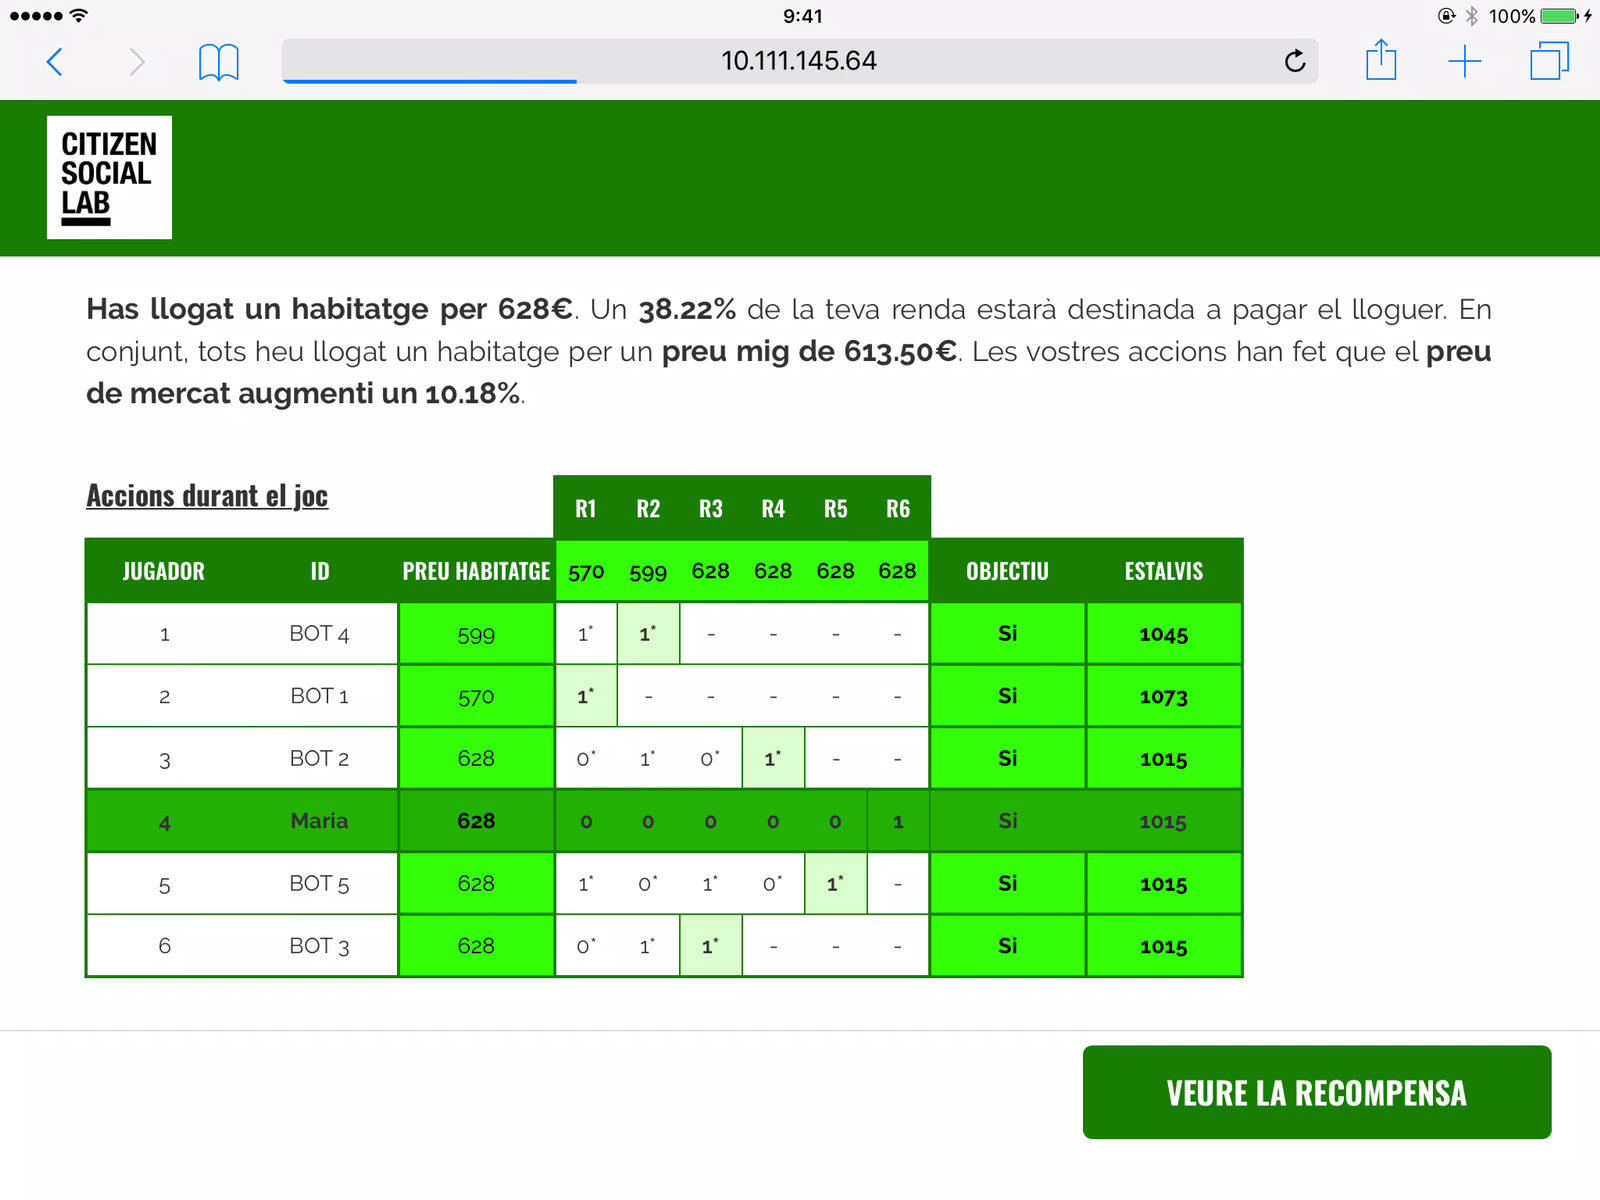 9:41
100%
10.111.145.64
CITIZEN
SOCIAL
LAB
Has llogat un habitatge per 628€. Un 38.22% de la teva renda estarà destinada a pagar el lloguer. En
conjunt, tots heu llogat un habitatge per un preu mig de 613.50€. Les vostres accions han fet que el preu
de mercat augmenti un 10.18%.
Accions durant el joc
R1 R2 R3 R4 R5 R6
JUGADOR ID PREU HABITATGE 570 599 628 628 628 628 OBJECTIU ESTALVIS
1 BOT 4 599 1* 1* - - - - Si 1045
2 BOT 1 570 1* - - - - - Si 1073
3 BOT 2 628 0* 1* 0* 1* - - Si 1015
4 Maria 628 0 0 0 0 0 1 Si 1015
5 BOT 5 628 1* 0* 1* 0* 1* - Si 1015
6 BOT 3 628 0* 1* 1* - - - Si 1015
VEURE LA RECOMPENSA